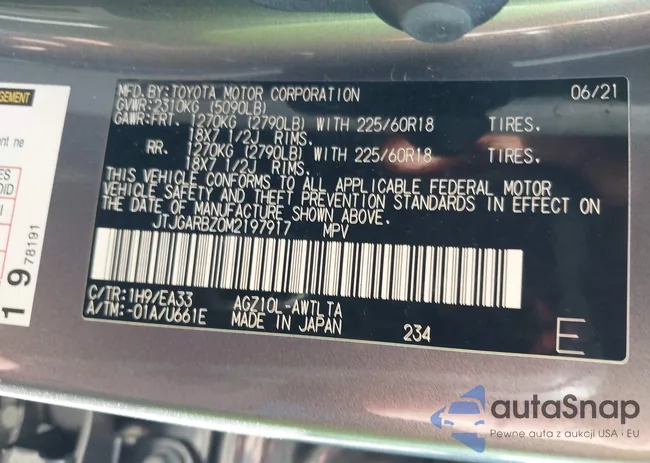 MFD.BY:TOYOTA MOTOR CORPORATION 06/21
GVWR:2310KG (5090LB)
GAWR:FRT. 1270KG (2790LB) WITH 225/60R18 TIRES.
18X7 1/2J RIMS.
RR. 1270KG (2790LB) WITH 225/60R18 TIRES.
18X7 1/2J RIMS.
THIS VEHICLE CONFORMS TO ALL APPLICABLE FEDERAL MOTOR
VEHICLE SAFETY AND THEFT PREVENTION STANDARDS IN EFFECT ON
THE DATE OF MANUFACTURE SHOWN ABOVE.
JTJGARBZ0M2197917 MPV
C/TR:1H9/EA33 AGZ10L-AWTLTA
A/TM:-01A/U661E MADE IN JAPAN 234 E
19 78191
autoSnap
Pewne auta z aukcji USA i EU